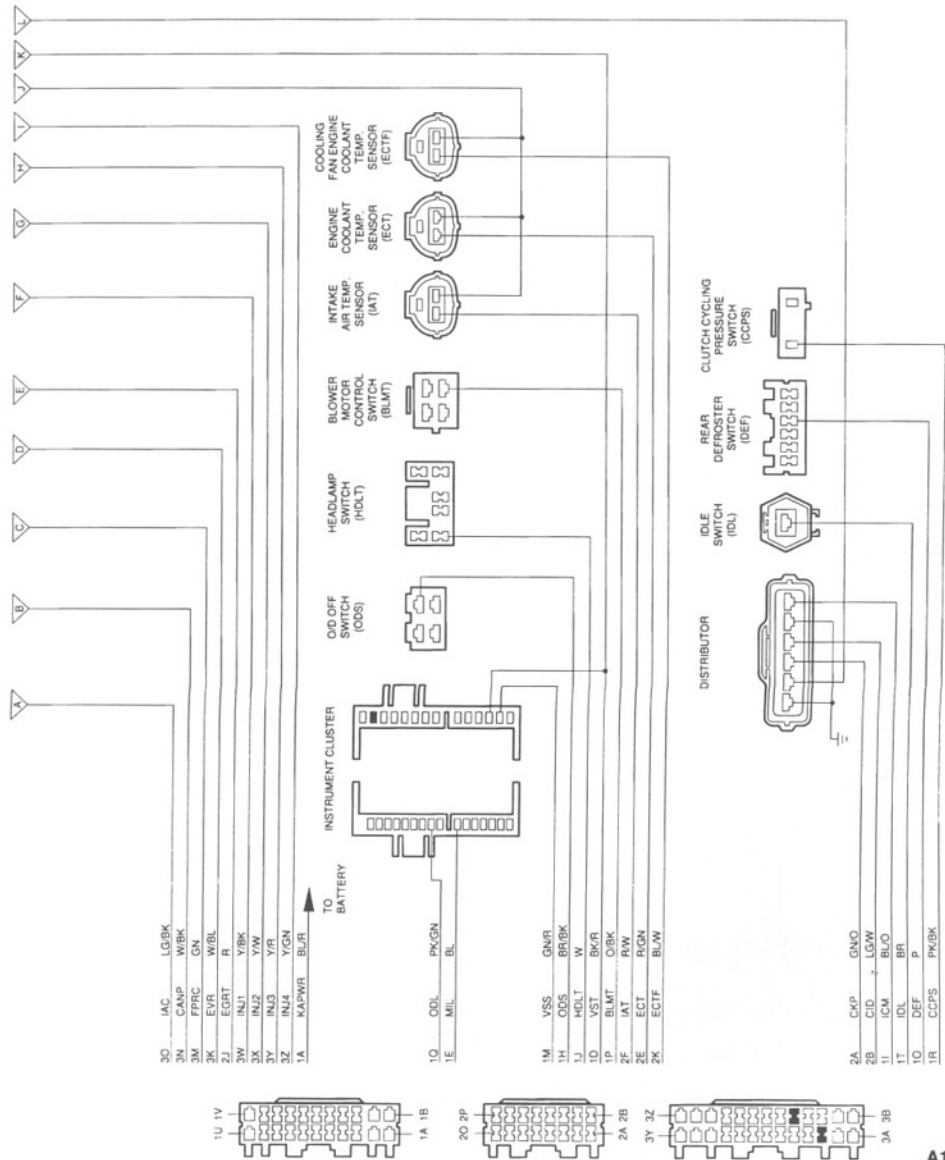 A
B
C
D
E
F
G
H
I
J
K
L
3O IAC LG/BK
3N CANP W/BK
3M FPRC GN
3K EVR W/BL
2J EGRT R
3W INJ1 Y/BK
3X INJ2 Y/W
3Y INJ3 Y/R
3Z INJ4 Y/GN
1A KAPWR BL/R
TO
BATTERY
1Q ODL PK/GN
1E MIL BL
INSTRUMENT CLUSTER
O/D OFF
SWITCH
(ODS)
HEADLAMP
SWITCH
(HDLT)
BLOWER
MOTOR
CONTROL
SWITCH
(BLMT)
INTAKE
AIR TEMP.
SENSOR
(IAT)
ENGINE
COOLANT
TEMP.
SENSOR
(ECT)
COOLING
FAN ENGINE
COOLANT
TEMP.
SENSOR
(ECTF)
1M VSS GN/R
1H ODS BR/BK
1J HDLT W
1D VST BK/R
1P BLMT O/BK
2F IAT R/W
2E ECT R/GN
2K ECTF BL/W
DISTRIBUTOR
IDLE
SWITCH
(IDL)
REAR
DEFROSTER
SWITCH
(DEF)
CLUTCH CYCLING
PRESSURE
SWITCH
(CCPS)
2A CKP GN/O
2B CID LG/W
1I ICM BL/O
1T IDL BR
1O DEF P
1R CCPS PK/BK
1U 1V
1A 1B
2O 2P
2A 2B
3Y 3Z
3A 3B